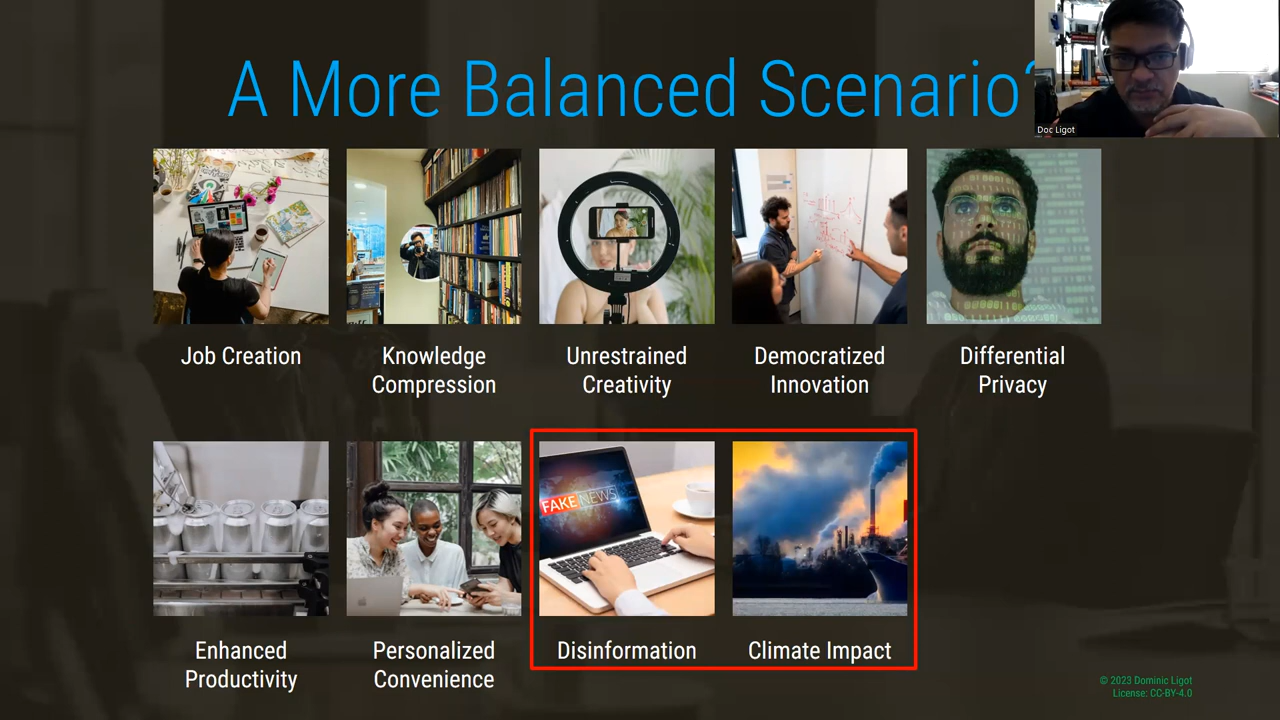 A More Balanced Scenario?
Doc Ligot
Job Creation
Knowledge
Compression
Unrestrained
Creativity
Democratized
Innovation
Differential
Privacy
FAKE NEWS
Enhanced
Productivity
Personalized
Convenience
Disinformation
Climate Impact
© 2023 Dominic Ligot
License: CC-BY-4.0